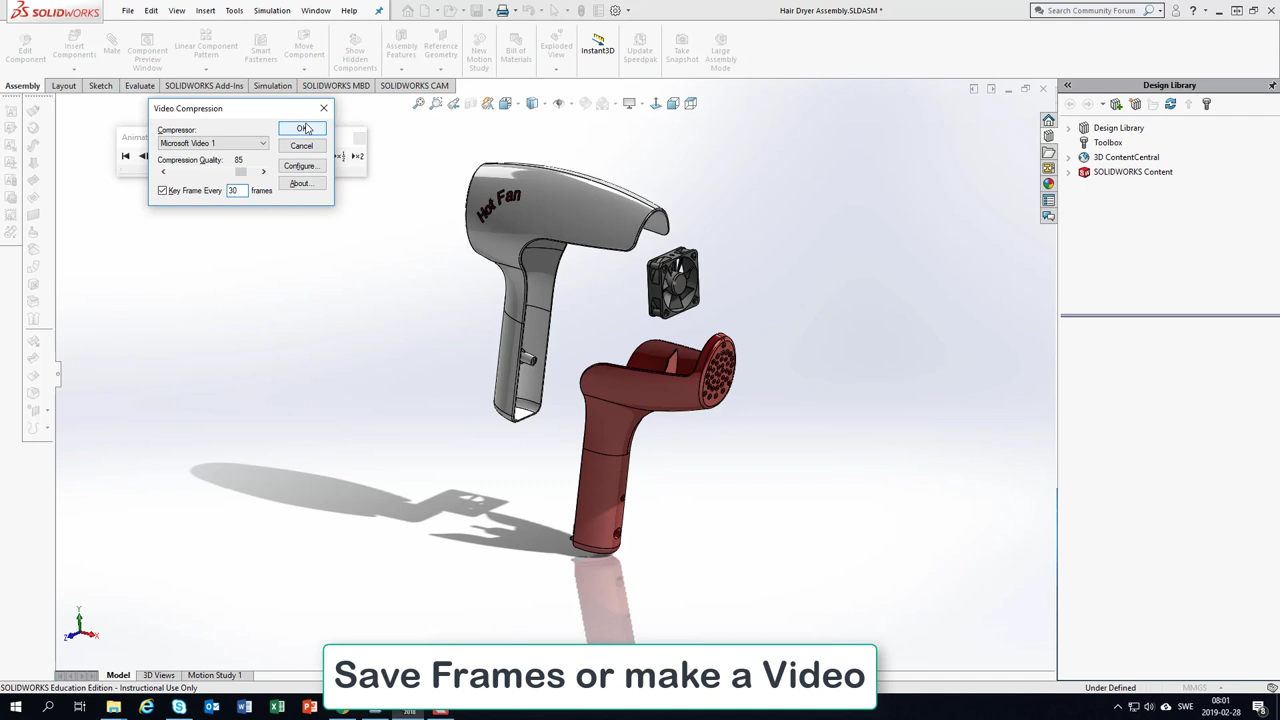 SOLIDWORKS File Edit View Insert Tools Simulation Window Help Hair Dryer Assembly.SLDASM * Search Community Forum
Edit Component
Insert Components
Mate
Component Preview Window
Linear Component Pattern
Smart Fasteners
Move Component
Show Hidden Components
Assembly Features
Reference Geometry
New Motion Study
Bill of Materials
Exploded View
Instant3D
Update Speedpak
Take Snapshot
Large Assembly Mode
Assembly Layout Sketch Evaluate SOLIDWORKS Add-Ins Simulation SOLIDWORKS MBD SOLIDWORKS CAM
Design Library
Video Compression
Compressor:
OK
Microsoft Video 1
Cancel
Compression Quality: 85
Configure...
About...
Key Frame Every 30 frames
Design Library
Toolbox
3D ContentCentral
SOLIDWORKS Content
Hot Fan
Y
Z X
Save Frames or make a Video
Model 3D Views Motion Study 1
SOLIDWORKS Education Edition - Instructional Use Only
Under Defined MMGS
SWE
08:01
2019-02-28
2018